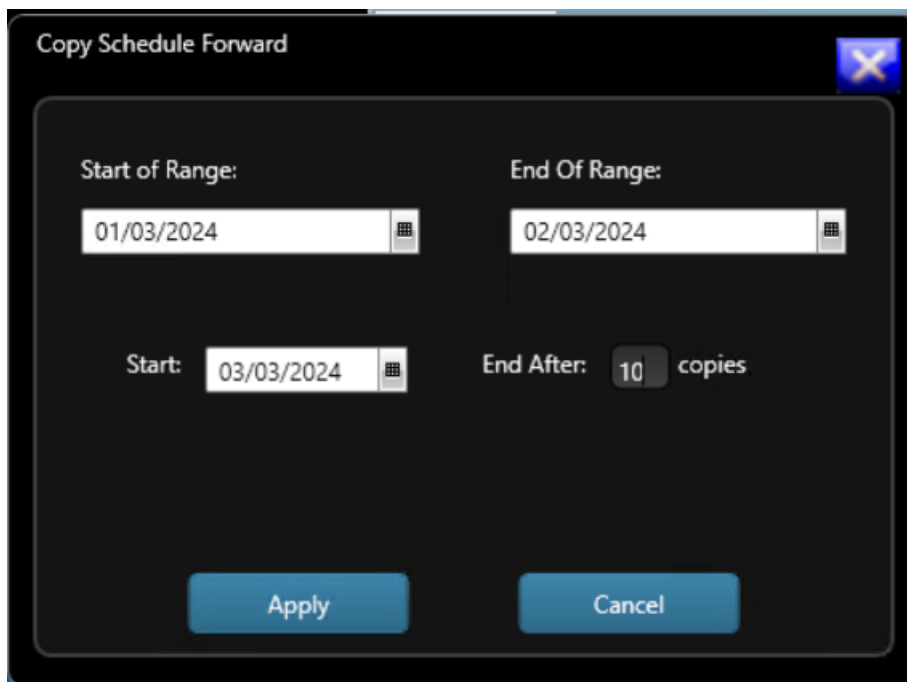 Copy Schedule Forward
Start of Range:
End Of Range:
01/03/2024
02/03/2024
Start:
03/03/2024
End After:
10
copies
Apply
Cancel